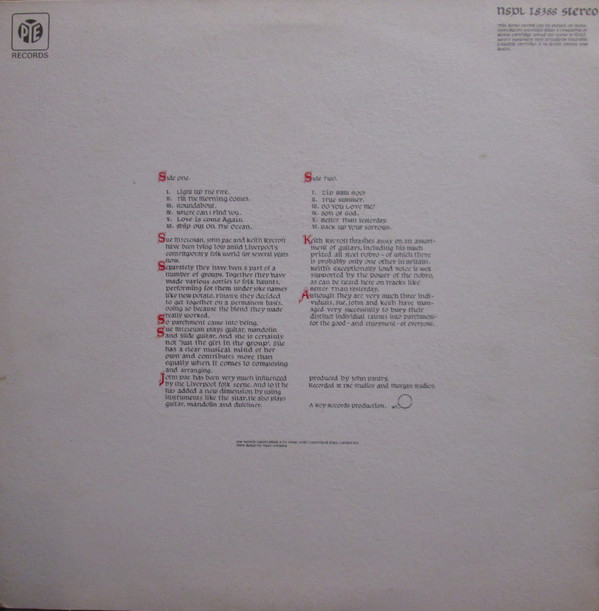 PYE
RECORDS
NSPL 18388 stereo
Side one.
I. Light up the fire.
II. Till the morning comes.
III. Roundabout.
IV. Where can I find you.
V. Love is come again.
VI. Ship out on the ocean.
Sue McClellan, John Pac and Keith Rycroft
have been lying low amid Liverpool's
contemporary folk world for several years
now.
Separately they have been a part of a
number of groups. Together they have
made various sorties to folk haunts,
performing for them under joke names
like new potato. Finally, they decided
to get together on a permanent basis,
doing so because the blend they made
really worked.
So parchment came into being.
Sue McClellan plays guitar, mandolin
and slide guitar. And she is certainly
not 'just the girl in the group'. She
has a clear musical mind of her
own and contributes more than
equally when it comes to composing
and arranging.
John Pac has been very much influenced
by the Liverpool folk scene. And to it he
has added a new dimension by using
instruments like the sitar. He also plays
guitar, mandolin and dulcimer.
Side two.
I. Zip bam boo!
II. True summer.
III. Do you love me?
IV. Son of God.
V. Better than yesterday.
VI. Pack up your sorrows.
Keith Rycroft thrashes away on an assort-
ment of guitars, including his much
prized, all steel dobro - of which there
is probably only one other in Britain.
Keith's exceptionally loud voice is well
supported by the power of the dobro,
as can be heard here on tracks like
Better than yesterday.
Although they are very much three indi-
viduals, Sue, John and Keith have man-
aged very successfully to bury their
distinct individual talents into parchment
for the good - and enjoyment - of everyone.
produced by John Pantry.
Recorded at the studios and Morgan Studios.
A Key Records production.